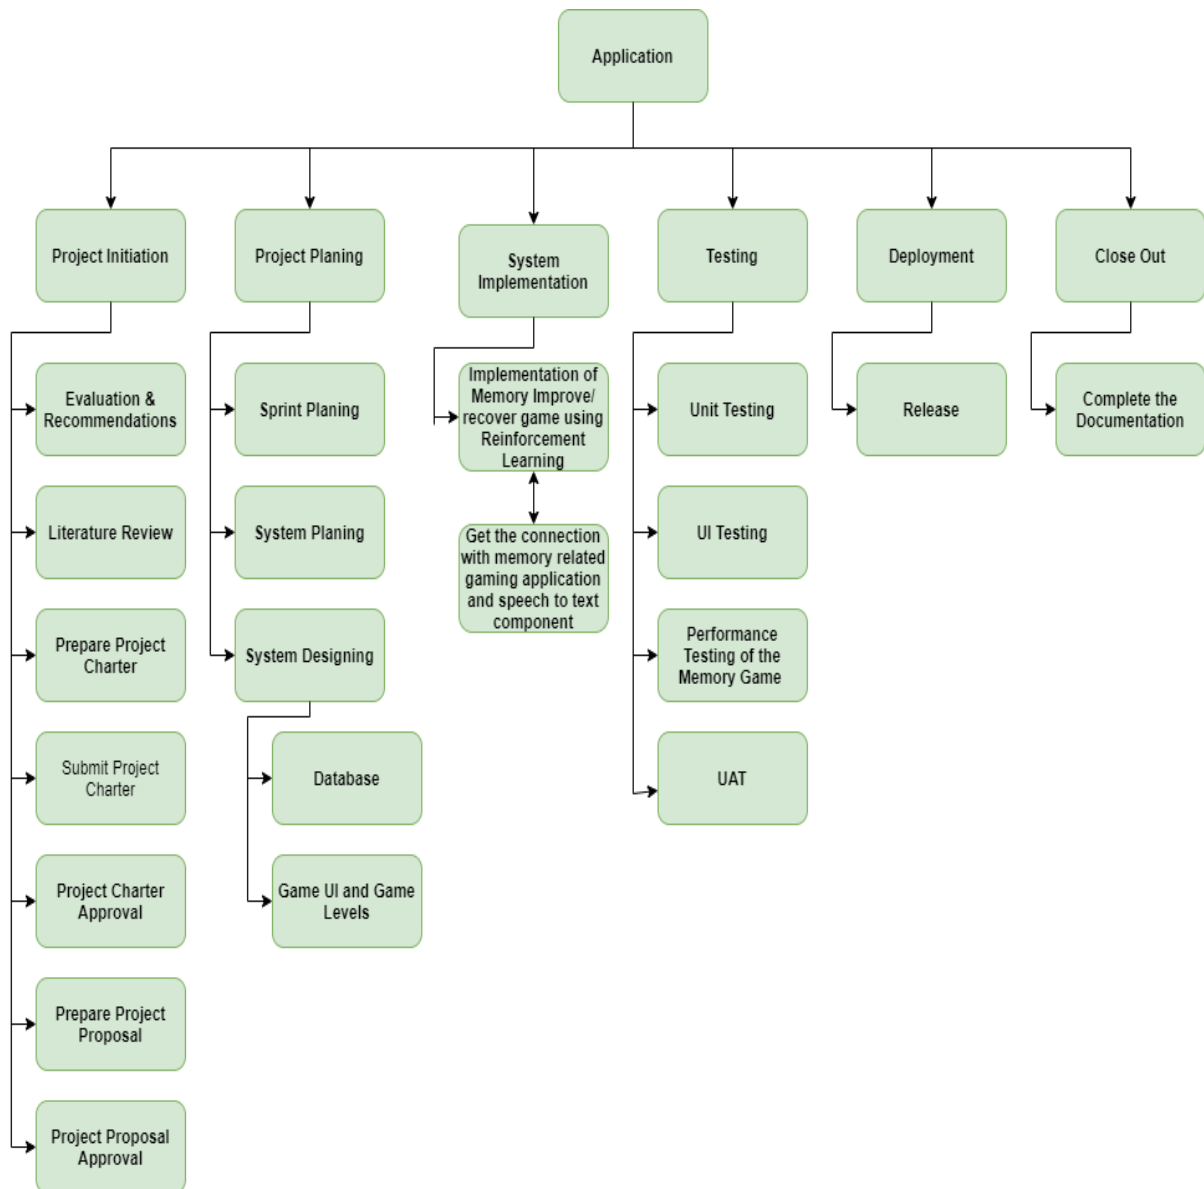 Application
Project Initiation
Project Planing
System
Implementation
Testing
Deployment
Close Out
Evaluation &
Recommendations
Literature Review
Prepare Project
Charter
Submit Project
Charter
Project Charter
Approval
Prepare Project
Proposal
Project Proposal
Approval
Sprint Planing
System Planing
System Designing
Database
Game UI and Game
Levels
Implementation of
Memory Improve/
recover game using
Reinforcement
Learning
Get the connection
with memory related
gaming application
and speech to text
component
Unit Testing
UI Testing
Performance
Testing of the
Memory Game
UAT
Release
Complete the
Documentation